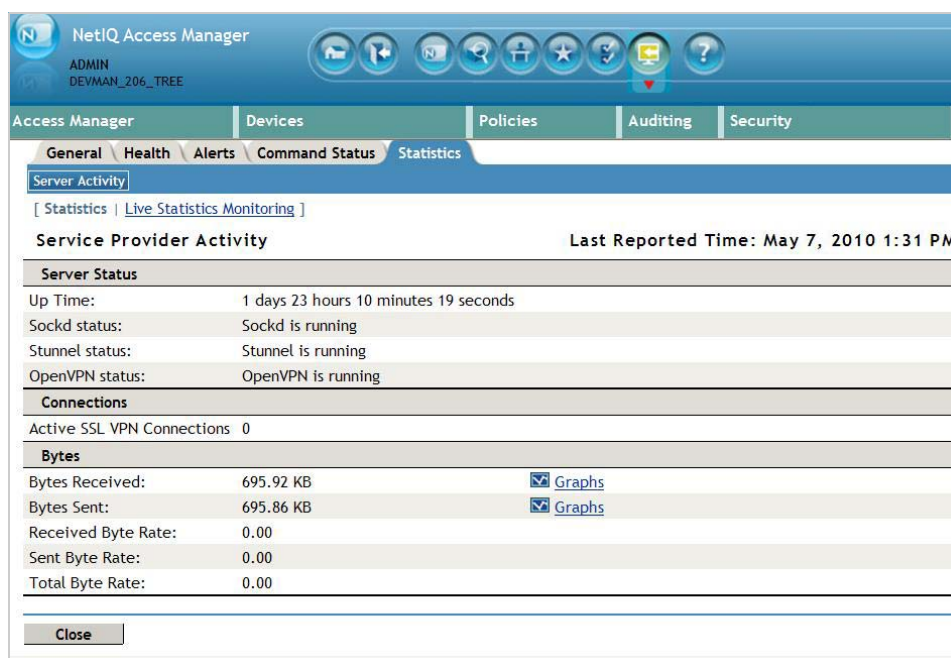 NetIQ Access Manager
ADMIN
DEVMAN_206_TREE
Access Manager Devices Policies Auditing Security
General Health Alerts Command Status Statistics
Server Activity
[ Statistics | Live Statistics Monitoring ]
Service Provider Activity Last Reported Time: May 7, 2010 1:31 PM
Server Status
Up Time: 1 days 23 hours 10 minutes 19 seconds
Sockd status: Sockd is running
Stunnel status: Stunnel is running
OpenVPN status: OpenVPN is running
Connections
Active SSL VPN Connections 0
Bytes
Bytes Received: 695.92 KB Graphs
Bytes Sent: 695.86 KB Graphs
Received Byte Rate: 0.00
Sent Byte Rate: 0.00
Total Byte Rate: 0.00
Close